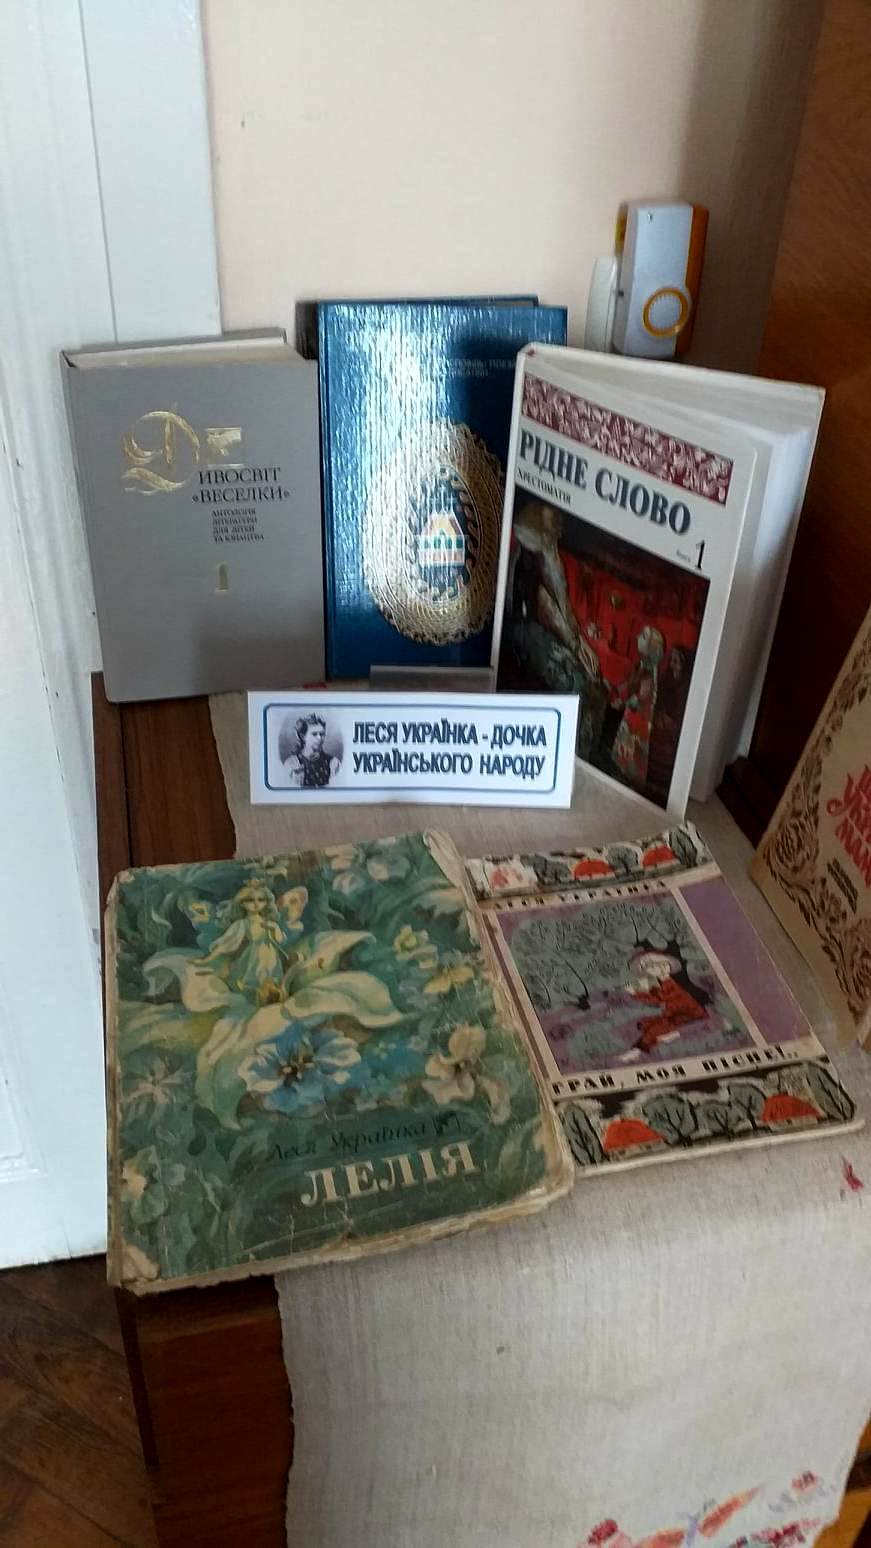 ДИВОСВІТ
«ВЕСЕЛКИ»
АНТОЛОГІЯ
ЛІТЕРАТУРИ
ДЛЯ ДІТЕЙ
ТА ЮНАЦТВА
1
РІДНЕ СЛОВО
ХРЕСТОМАТІЯ
Книга 1
ЛЕСЯ УКРАЇНКА - ДОЧКА
УКРАЇНСЬКОГО НАРОДУ
Леся Українка
ЛЕЛІЯ
ЛЕСЯ УКРАЇНКА
ГРАЙ, МОЯ ПІСНЕ!..